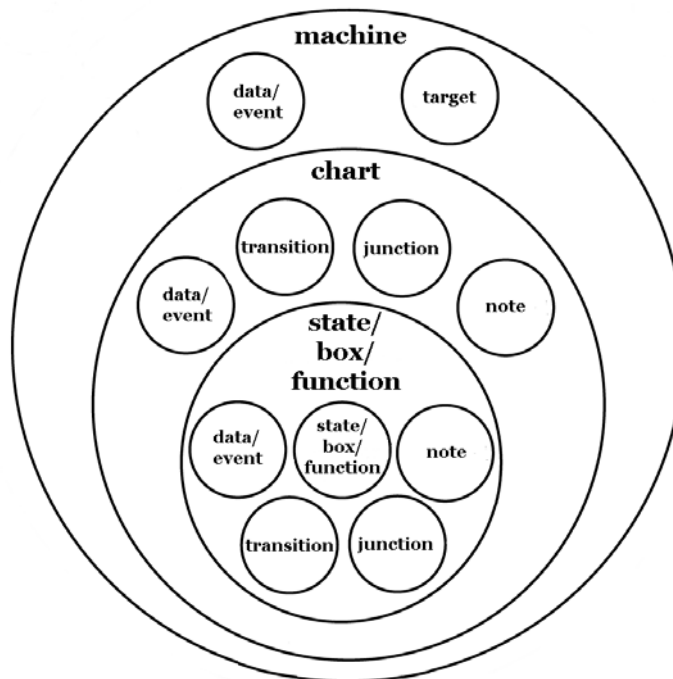 machine
data/
event
target
chart
transition
junction
data/
event
note
state/
box/
function
data/
event
state/
box/
function
note
transition
junction